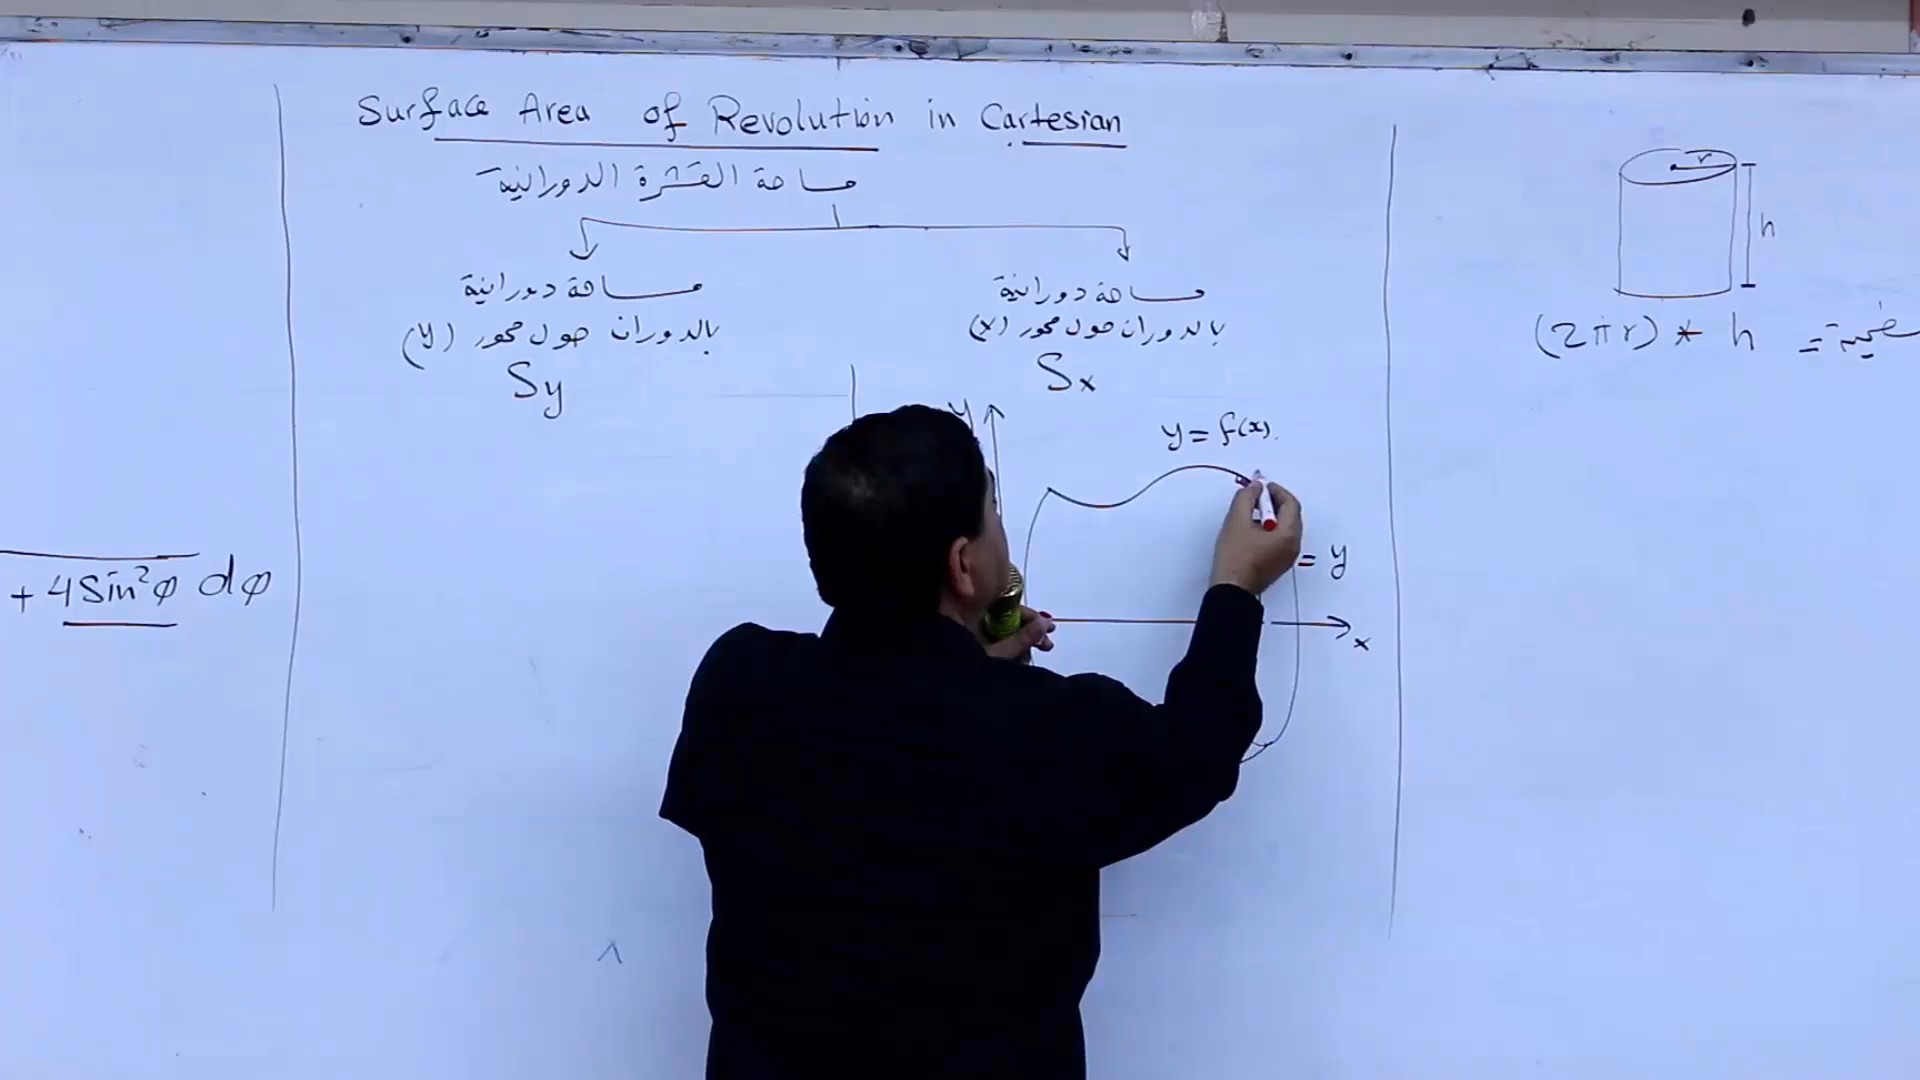 Surface Area of Revolution in Cartesian
مساحة القشرة الدورانية
مساحة دورانية
بالدوران حول محور (x)
Sx
مساحة دورانية
بالدوران حول محور (y)
Sy
y
y = f(x).
= y
x
+ 4Sin²φ dφ
r
h
(2πr) * h =